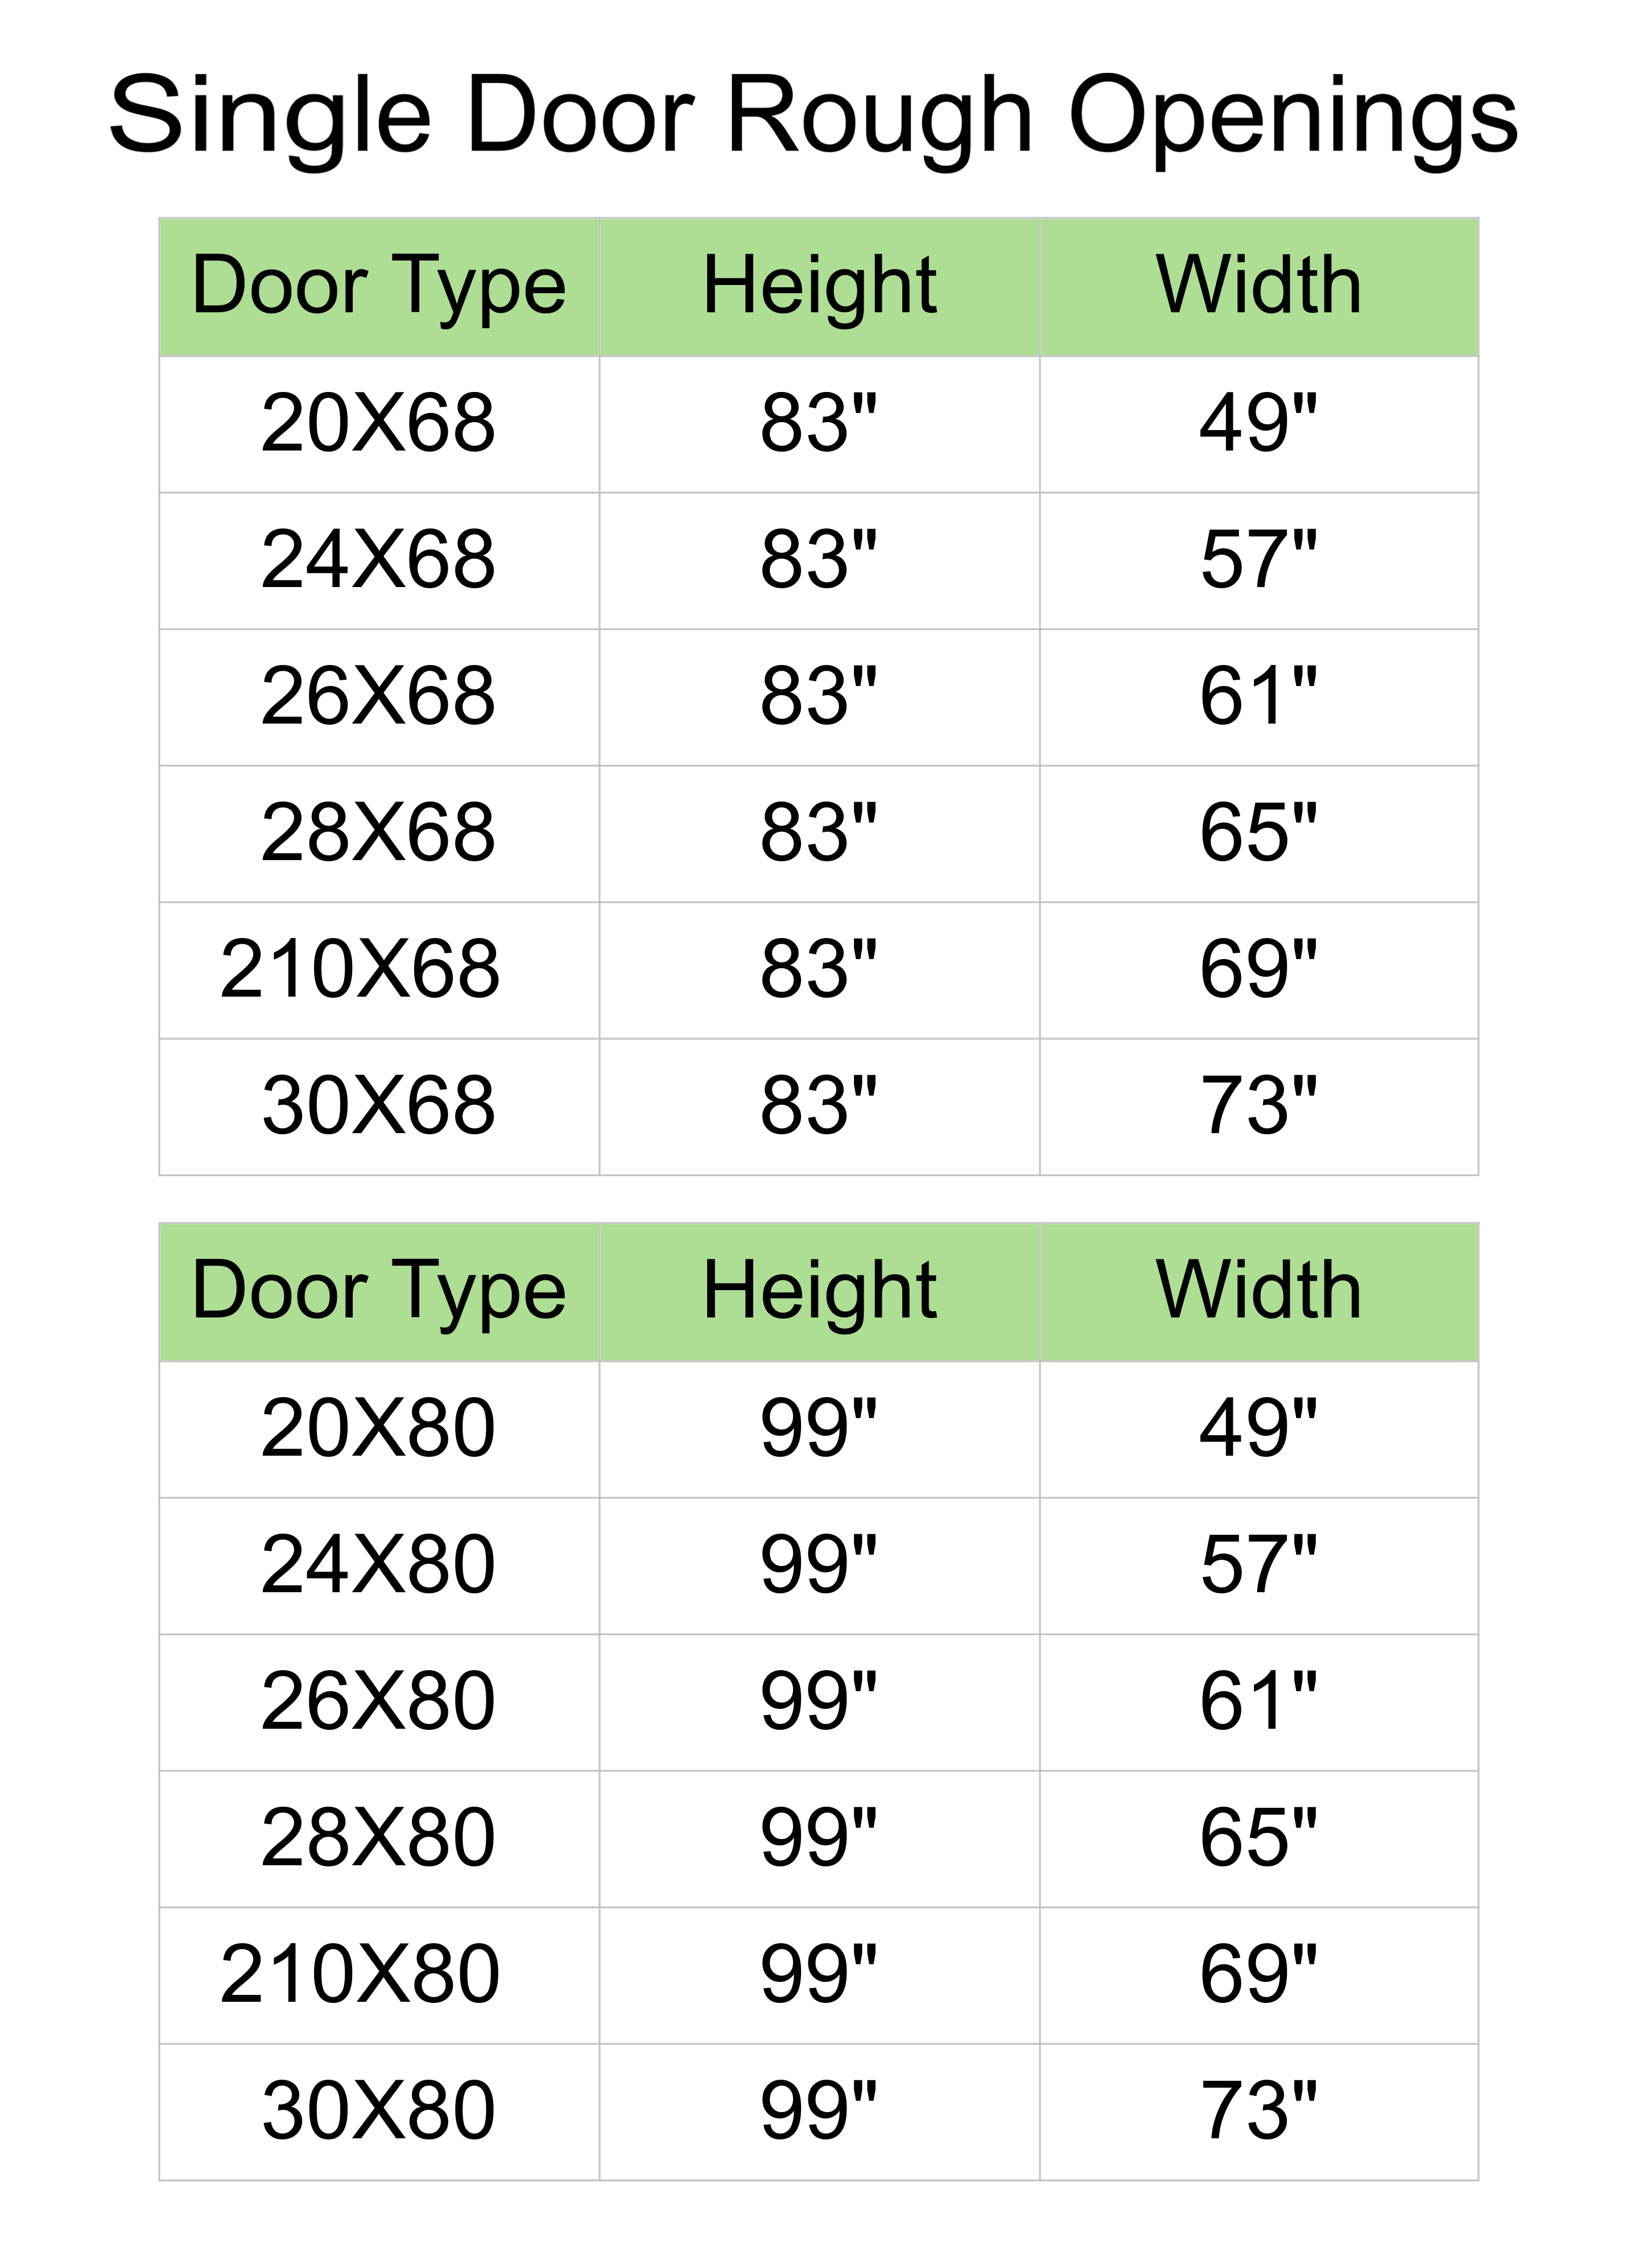 Single Door Rough Openings
Door Type Height Width
20X68 83" 49"
24X68 83" 57"
26X68 83" 61"
28X68 83" 65"
210X68 83" 69"
30X68 83" 73"
Door Type Height Width
20X80 99" 49"
24X80 99" 57"
26X80 99" 61"
28X80 99" 65"
210X80 99" 69"
30X80 99" 73"